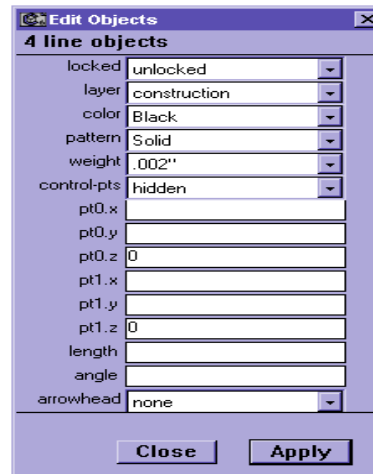 Edit Objects
4 line objects
locked unlocked
layer construction
color Black
pattern Solid
weight .002"
control-pts hidden
pt0.x
pt0.y
pt0.z 0
pt1.x
pt1.y
pt1.z 0
length
angle
arrowhead none
Close Apply